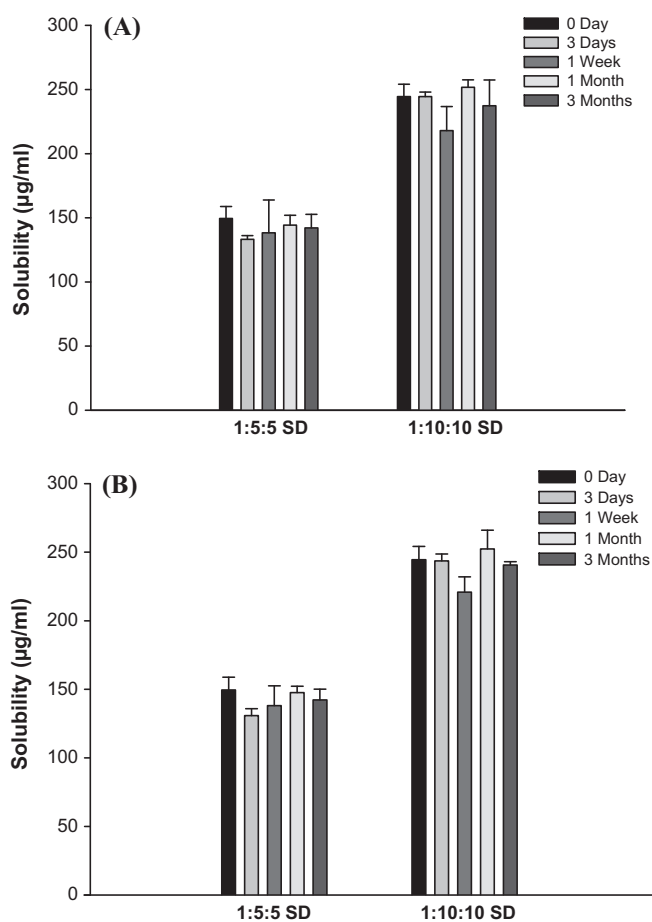 (A)
0 Day
3 Days
1 Week
1 Month
3 Months
300
250
200
150
100
50
0
Solubility (µg/ml)
1:5:5 SD 1:10:10 SD
(B)
0 Day
3 Days
1 Week
1 Month
3 Months
300
250
200
150
100
50
0
Solubility (µg/ml)
1:5:5 SD 1:10:10 SD